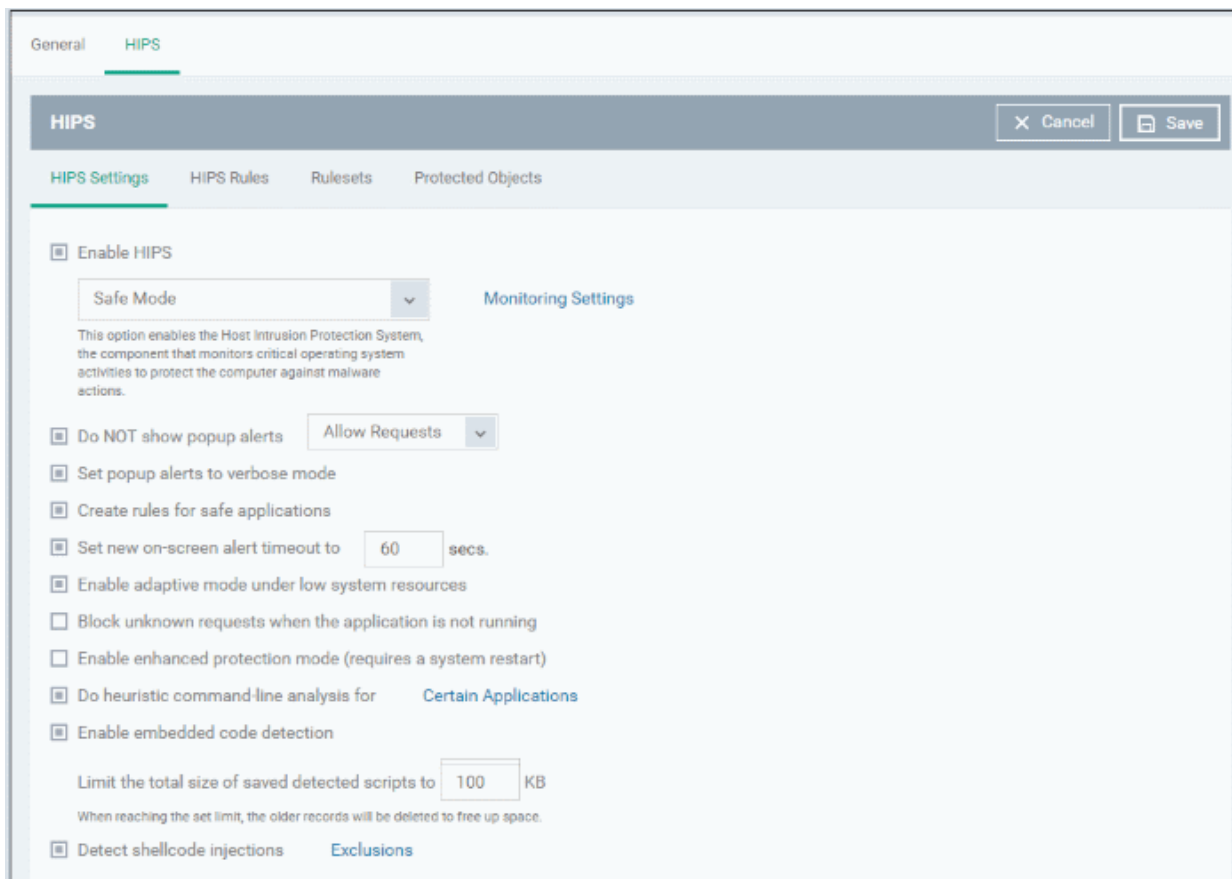 General HIPS
HIPS Cancel Save
HIPS Settings HIPS Rules Rulesets Protected Objects
Enable HIPS
Safe Mode Monitoring Settings
This option enables the Host Intrusion Protection System,
the component that monitors critical operating system
activities to protect the computer against malware
actions.
Do NOT show popup alerts Allow Requests
Set popup alerts to verbose mode
Create rules for safe applications
Set new on-screen alert timeout to 60 secs.
Enable adaptive mode under low system resources
Block unknown requests when the application is not running
Enable enhanced protection mode (requires a system restart)
Do heuristic command-line analysis for Certain Applications
Enable embedded code detection
Limit the total size of saved detected scripts to 100 KB
When reaching the set limit, the older records will be deleted to free up space.
Detect shellcode injections Exclusions